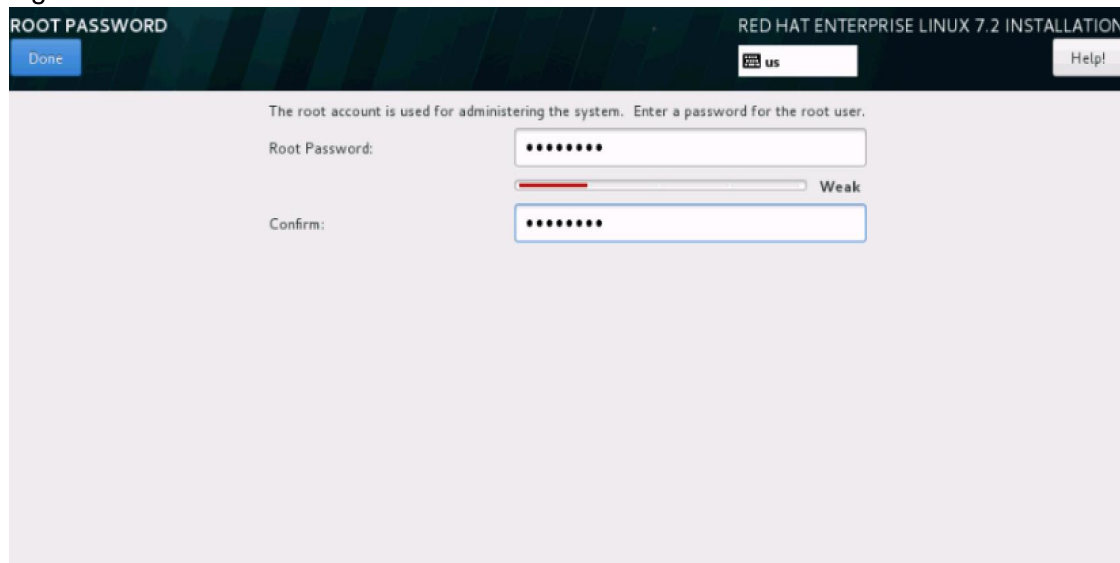 ROOT PASSWORD
RED HAT ENTERPRISE LINUX 7.2 INSTALLATION
Done
us
Help!
The root account is used for administering the system. Enter a password for the root user.
Root Password:
••••••••
Weak
Confirm:
••••••••